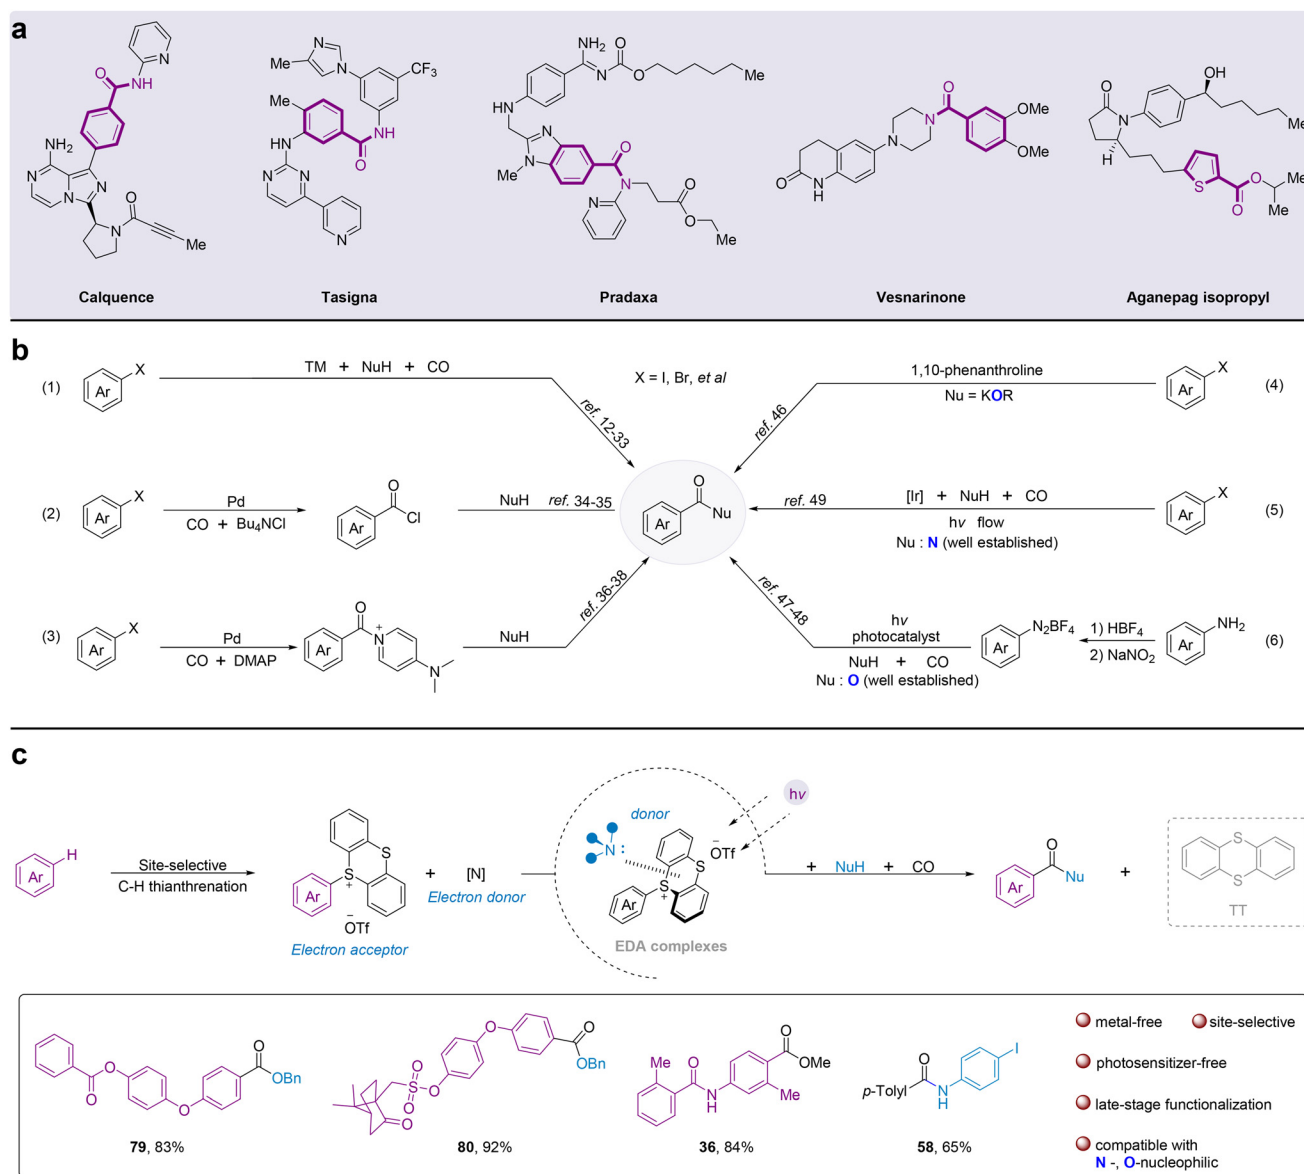 a
Calquence
Tasigna
Pradaxa
Vesnarinone
Aganepag isopropyl
N
O
NH
NH2
N
N
N
N
O
N
Me
N
Me
N
CF3
Me
NH
O
NH
N
N
N
NH2
O
N
O
Me
HN
N
N
Me
O
N
N
O
O
Me
O
N
N
OMe
OMe
O
N
H
OH
O
N
Me
H
S
O
O
Me
Me
b
(1)
Ar
X
TM + NuH + CO
ref. 12-33
X = I, Br, et al
1,10-phenanthroline
Nu = KOR
ref. 46
Ar
X
(4)
(2)
Ar
X
Pd
CO + Bu4NCl
Ar
O
Cl
NuH
ref. 34-35
Ar
O
Nu
ref. 49
[Ir] + NuH + CO
hv flow
Nu : N (well established)
Ar
X
(5)
(3)
Ar
X
Pd
CO + DMAP
Ar
O
N
+
N
NuH
ref. 36-38
ref. 47-48
hv
photocatalyst
NuH + CO
Nu : O (well established)
Ar
N2BF4
1) HBF4
2) NaNO2
Ar
NH2
(6)
c
Ar
H
Site-selective
C-H thianthrenation
Ar
S
S
+
−
OTf
Electron acceptor
+
[N]
Electron donor
donor
N :
Ar
S
S
+
−
OTf
EDA complexes
hv
+ NuH + CO
Ar
O
Nu
+
S
S
TT
O
O
O
O
OBn
79, 83%
O
S
O
O
O
O
O
OBn
80, 92%
Me
O
N
H
O
OMe
Me
36, 84%
p-Tolyl
O
N
H
I
58, 65%
metal-free
site-selective
photosensitizer-free
late-stage functionalization
compatible with
N -, O-nucleophilic